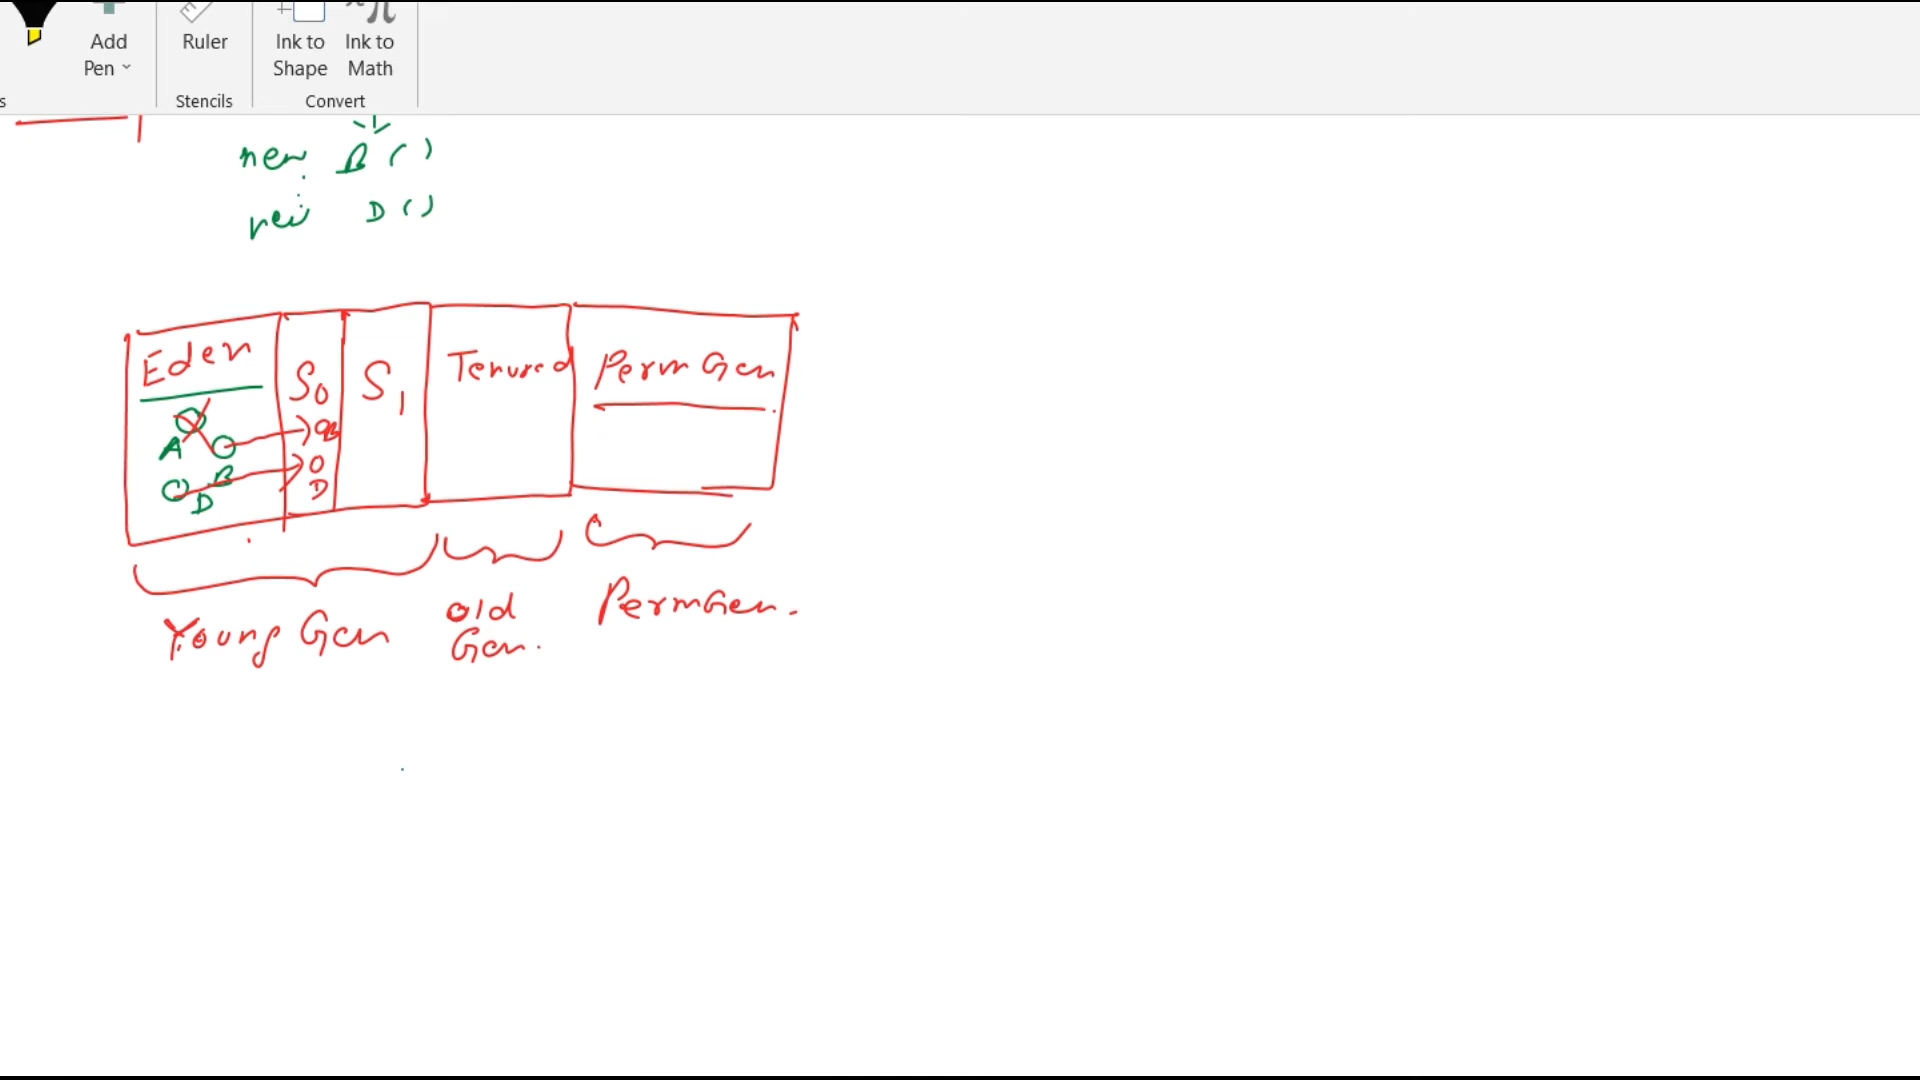 Add Pen
Ruler
Ink to Shape
Ink to Math
s
Stencils
Convert
new B ( )
new D ( )
Eden
S0
S1
Tenured
Perm Gen
A
B
B
D
D
Young Gen
old Gen.
PermGen.